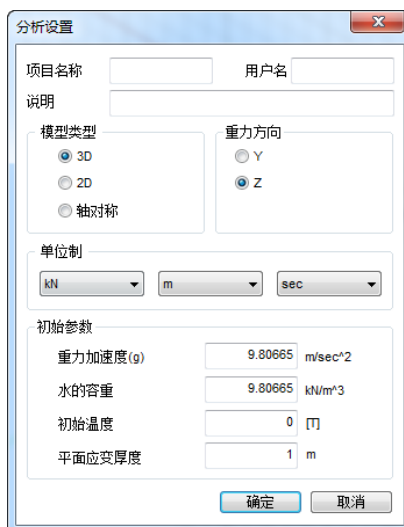 分析设置
项目名称 用户名
说明
模型类型 重力方向
3D Y
2D Z
轴对称
单位制
kN m sec
初始参数
重力加速度(g) 9.80665 m/sec^2
水的容重 9.80665 kN/m^3
初始温度 0 [T]
平面应变厚度 1 m
确定 取消